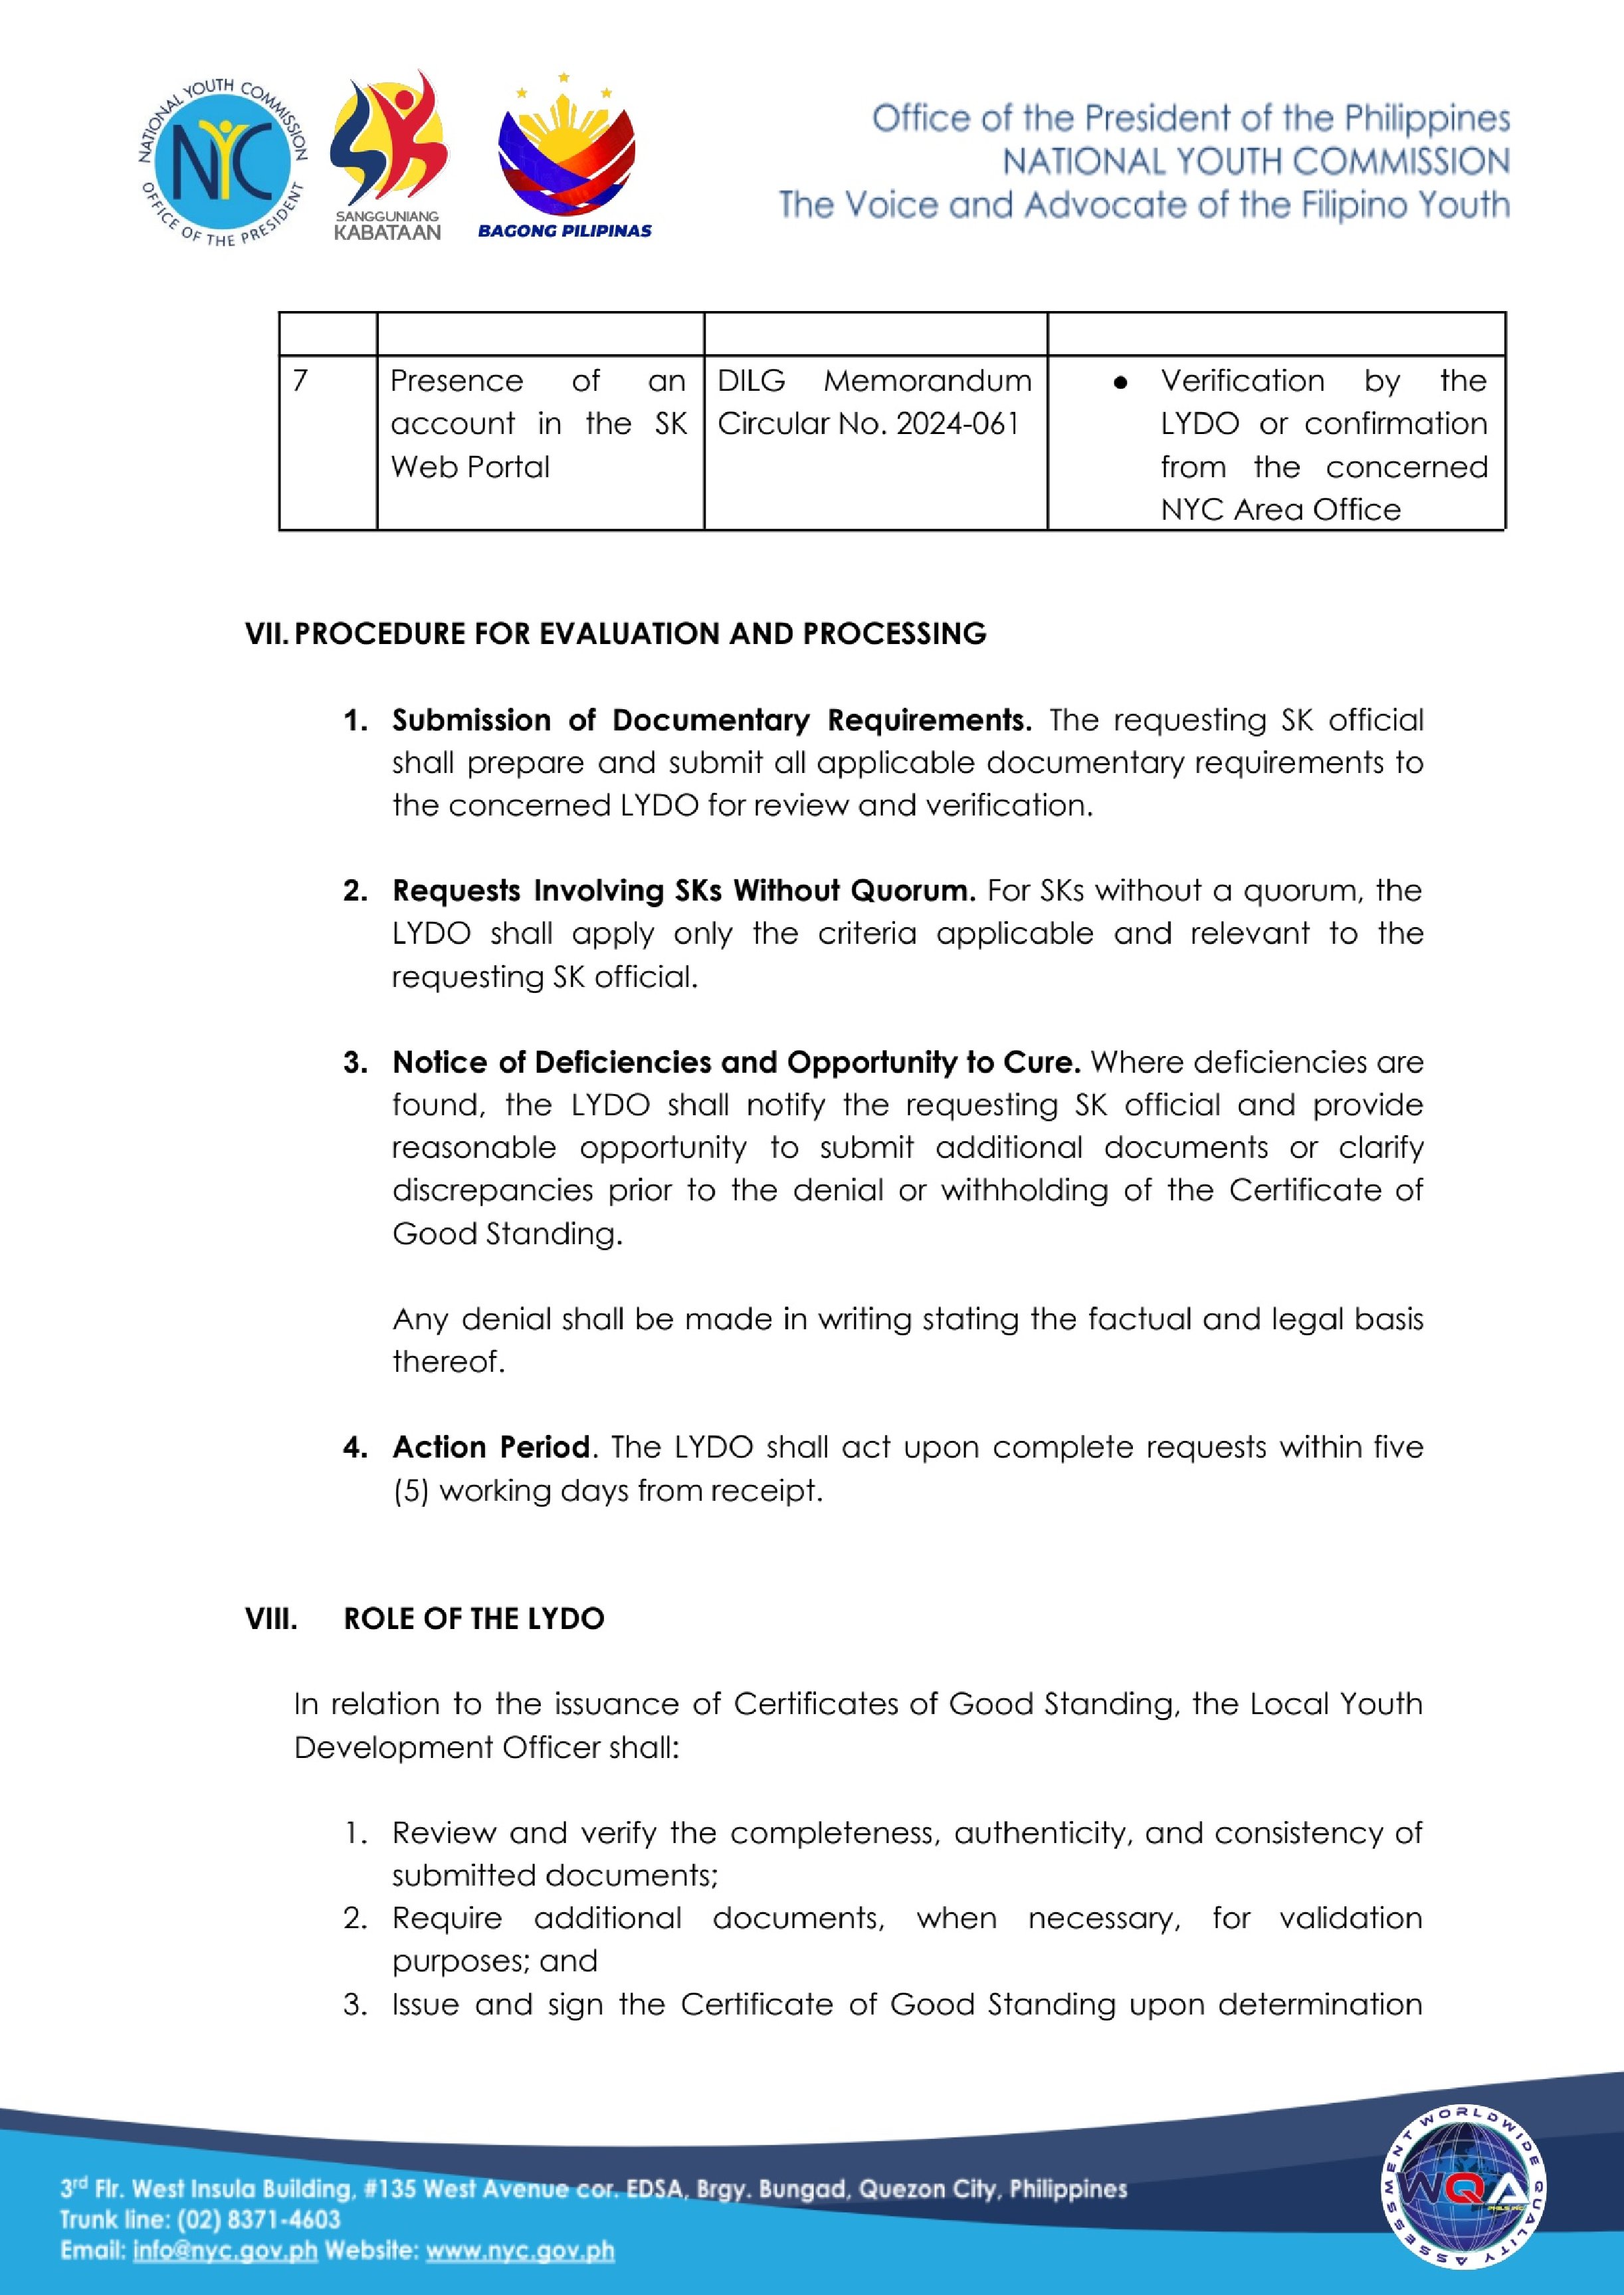 NATIONAL YOUTH COMMISSION
OFFICE OF THE PRESIDENT
NYC
SANGGUNIANG
KABATAAN
BAGONG PILIPINAS
Office of the President of the Philippines
NATIONAL YOUTH COMMISSION
The Voice and Advocate of the Filipino Youth
7
Presence of an
account in the SK
Web Portal
DILG Memorandum
Circular No. 2024-061
● Verification by the
LYDO or confirmation
from the concerned
NYC Area Office
VII. PROCEDURE FOR EVALUATION AND PROCESSING
1. Submission of Documentary Requirements. The requesting SK official
shall prepare and submit all applicable documentary requirements to
the concerned LYDO for review and verification.
2. Requests Involving SKs Without Quorum. For SKs without a quorum, the
LYDO shall apply only the criteria applicable and relevant to the
requesting SK official.
3. Notice of Deficiencies and Opportunity to Cure. Where deficiencies are
found, the LYDO shall notify the requesting SK official and provide
reasonable opportunity to submit additional documents or clarify
discrepancies prior to the denial or withholding of the Certificate of
Good Standing.
Any denial shall be made in writing stating the factual and legal basis
thereof.
4. Action Period. The LYDO shall act upon complete requests within five
(5) working days from receipt.
VIII. ROLE OF THE LYDO
In relation to the issuance of Certificates of Good Standing, the Local Youth
Development Officer shall:
1. Review and verify the completeness, authenticity, and consistency of
submitted documents;
2. Require additional documents, when necessary, for validation
purposes; and
3. Issue and sign the Certificate of Good Standing upon determination
3rd Flr. West Insula Building, #135 West Avenue cor. EDSA, Brgy. Bungad, Quezon City, Philippines
Trunk line: (02) 8371-4603
Email: info@nyc.gov.ph Website: www.nyc.gov.ph
WORLDWIDE QUALITY ASSESSMENT
WQA